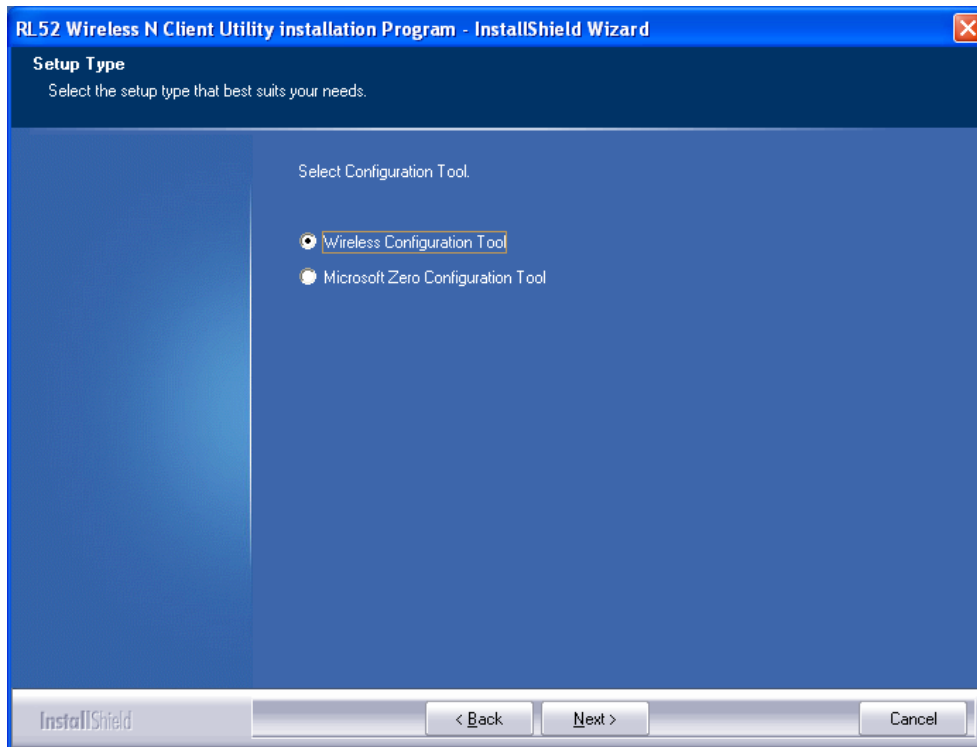 RL52 Wireless N Client Utility installation Program - InstallShield Wizard
Setup Type
Select the setup type that best suits your needs.
Select Configuration Tool.
Wireless Configuration Tool
Microsoft Zero Configuration Tool
InstallShield
< Back
Next >
Cancel